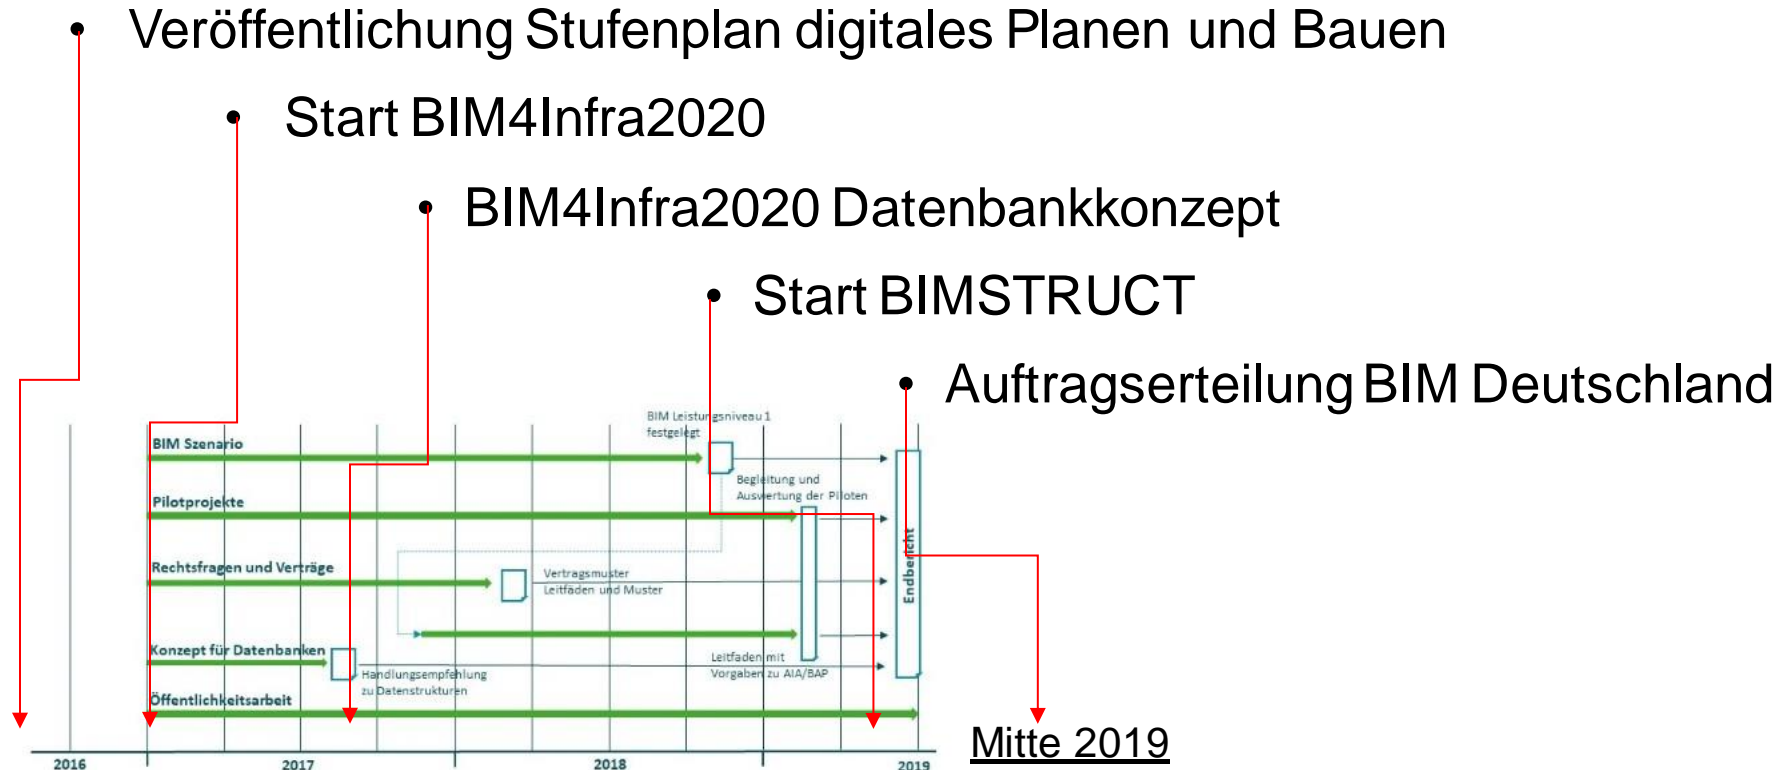 • Veröffentlichung Stufenplan digitales Planen und Bauen
• Start BIM4Infra2020
• BIM4Infra2020 Datenbankkonzept
• Start BIMSTRUCT
• Auftragserteilung BIM Deutschland
BIM Leistungsniveau 1
festgelegt
BIM Szenario
Begleitung und
Auswertung der Piloten
Pilotprojekte
Rechtsfragen und Verträge
Vertragsmuster
Leitfäden und Muster
Endbericht
Konzept für Datenbanken
Handlungsempfehlung
zu Datenstrukturen
Leitfaden mit
Vorgaben zu AIA/BAP
Öffentlichkeitsarbeit
Mitte 2019
2016 2017 2018 2019